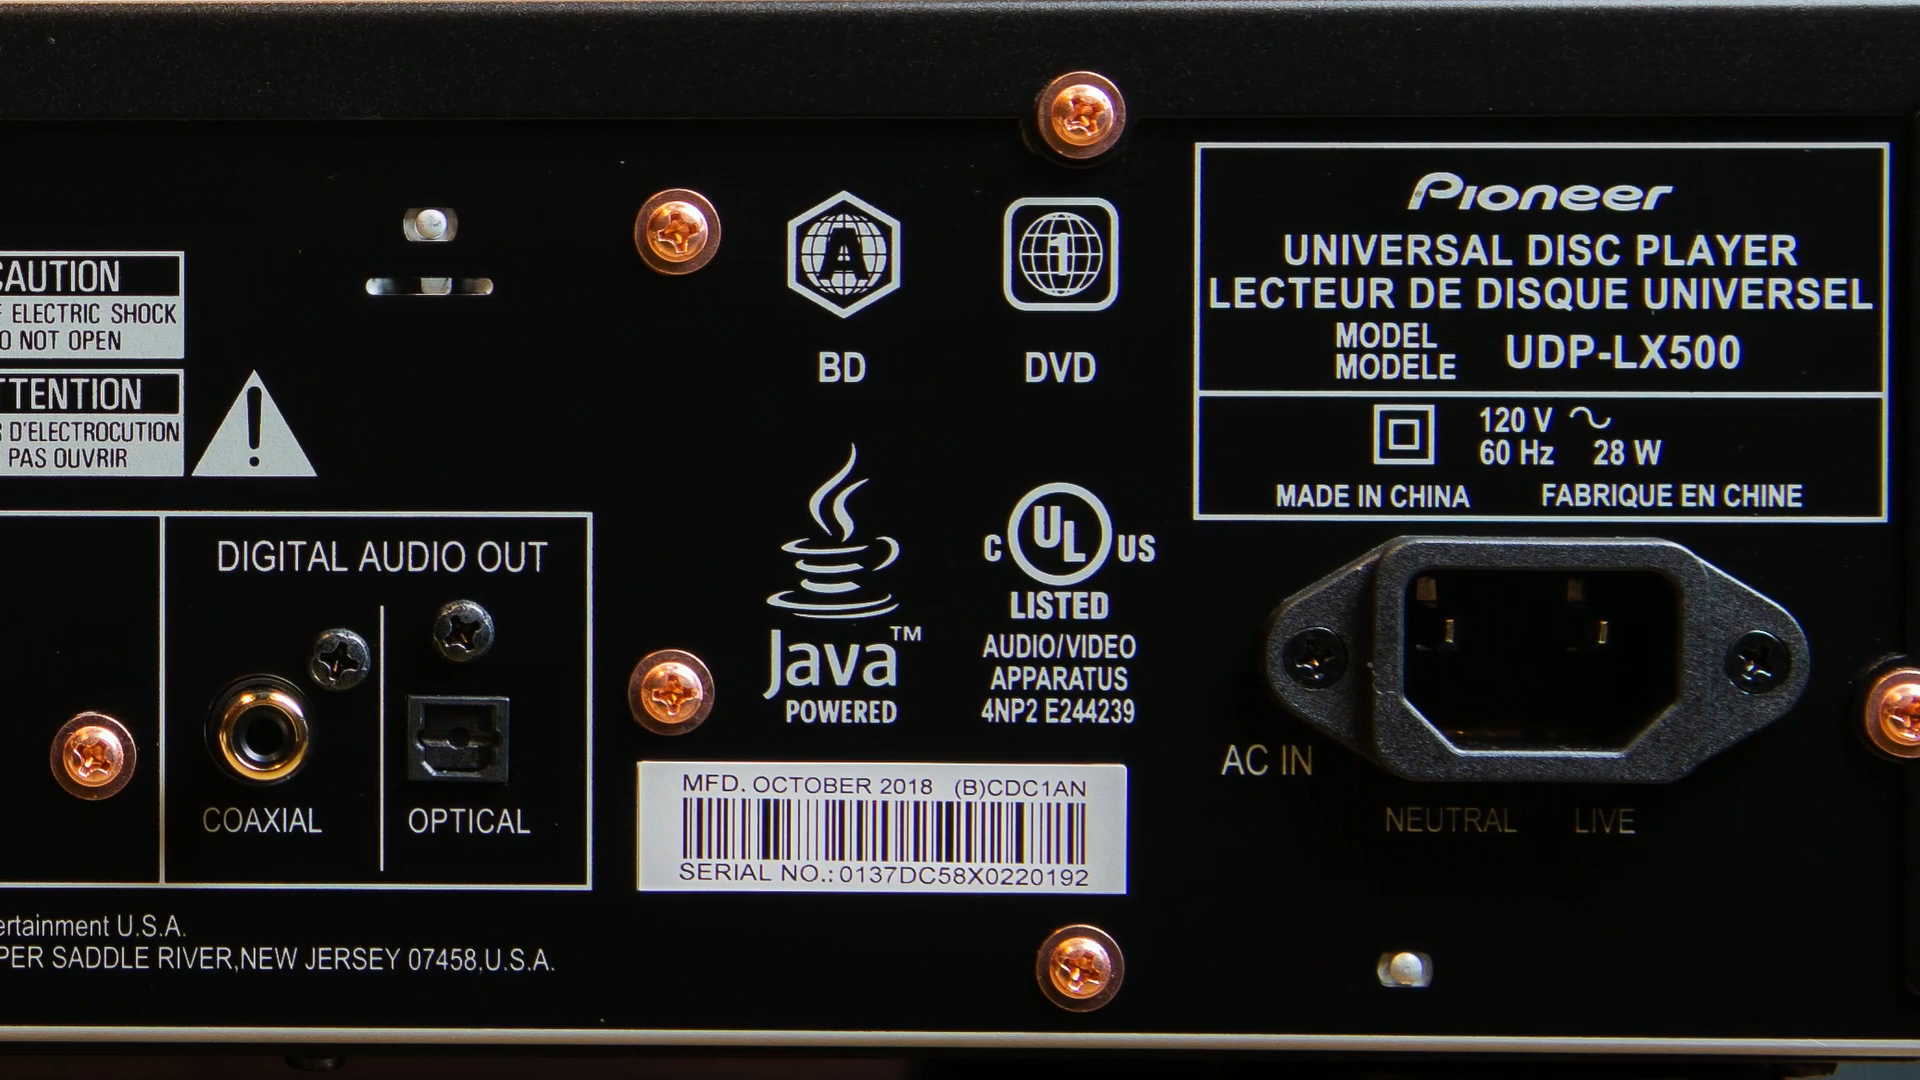 CAUTION
ELECTRIC SHOCK
NOT OPEN
D'ELECTROCUTION
PAS OUVRIR
DIGITAL AUDIO OUT
COAXIAL
OPTICAL
U.S.A.
SADDLE RIVER,NEW JERSEY 07458,U.S.A.
A
BD
1
DVD
Java™
POWERED
C UL US
LISTED
AUDIO/VIDEO
APPARATUS
4NP2 E244239
MFD. OCTOBER 2018 (B)CDC1AN
SERIAL NO.: 0137DC58X0220192
Pioneer
UNIVERSAL DISC PLAYER
LECTEUR DE DISQUE UNIVERSEL
MODEL
MODELE
UDP-LX500
120 V ~
60 Hz 28 W
MADE IN CHINA FABRIQUE EN CHINE
AC IN
NEUTRAL LIVE